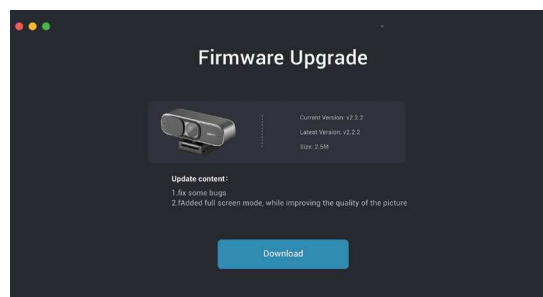 Firmware Upgrade
Current Version: v2.2.2
Latest Version: v2.2.2
Size: 2.5M
Update content:
1.fix some bugs
2.fAdded full screen mode, while improving the quality of the picture
Download